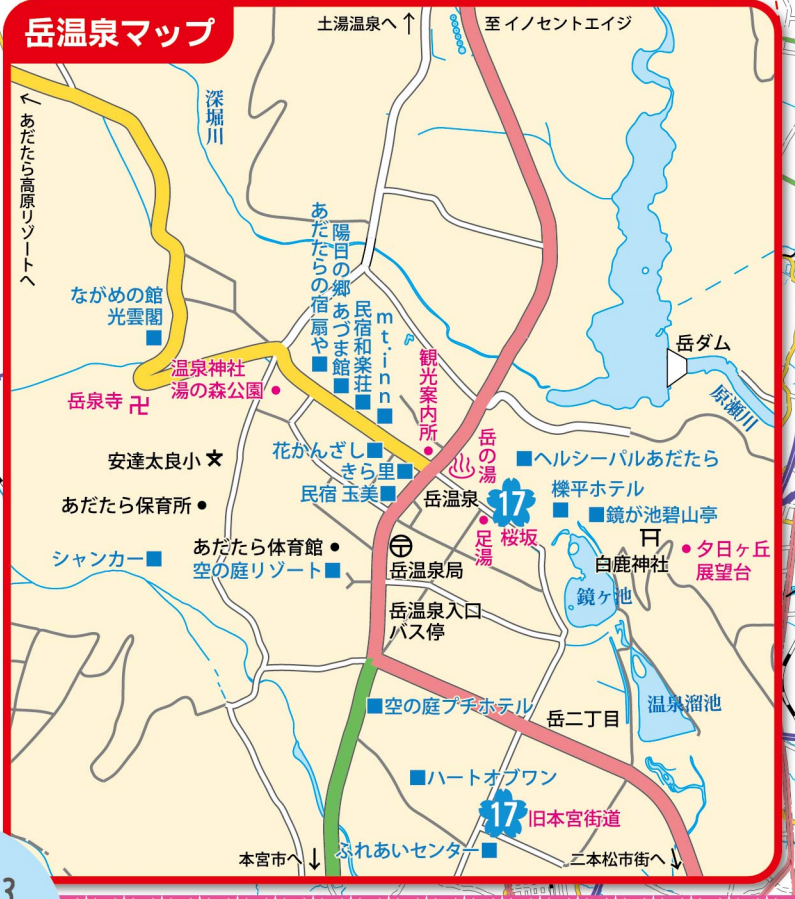 岳温泉マップ
土湯温泉へ↑
至 イノセントエイジ
←あだたら高原リゾートへ
深堀川
あだたらの宿 扇や
陽日の郷 あづま館
民宿和楽荘
mt.inn
ながめの館
光雲閣
観光案内所
岳ダム
原瀬川
温泉神社
湯の森公園
岳泉寺
岳の湯
花かんざし
きら里
民宿 玉美
ヘルシーパルあだたら
安達太良小
岳温泉
17
桜坂
足湯
櫟平ホテル
鏡が池碧山亭
あだたら保育所
あだたら体育館
空の庭リゾート
シャンカー
岳温泉局
白鹿神社
夕日ヶ丘
展望台
鏡ヶ池
岳温泉入口
バス停
空の庭プチホテル
岳二丁目
温泉溜池
ハートオブワン
17
旧本宮街道
本宮市へ↓
ふれあいセンター
二本松市街へ↓
3